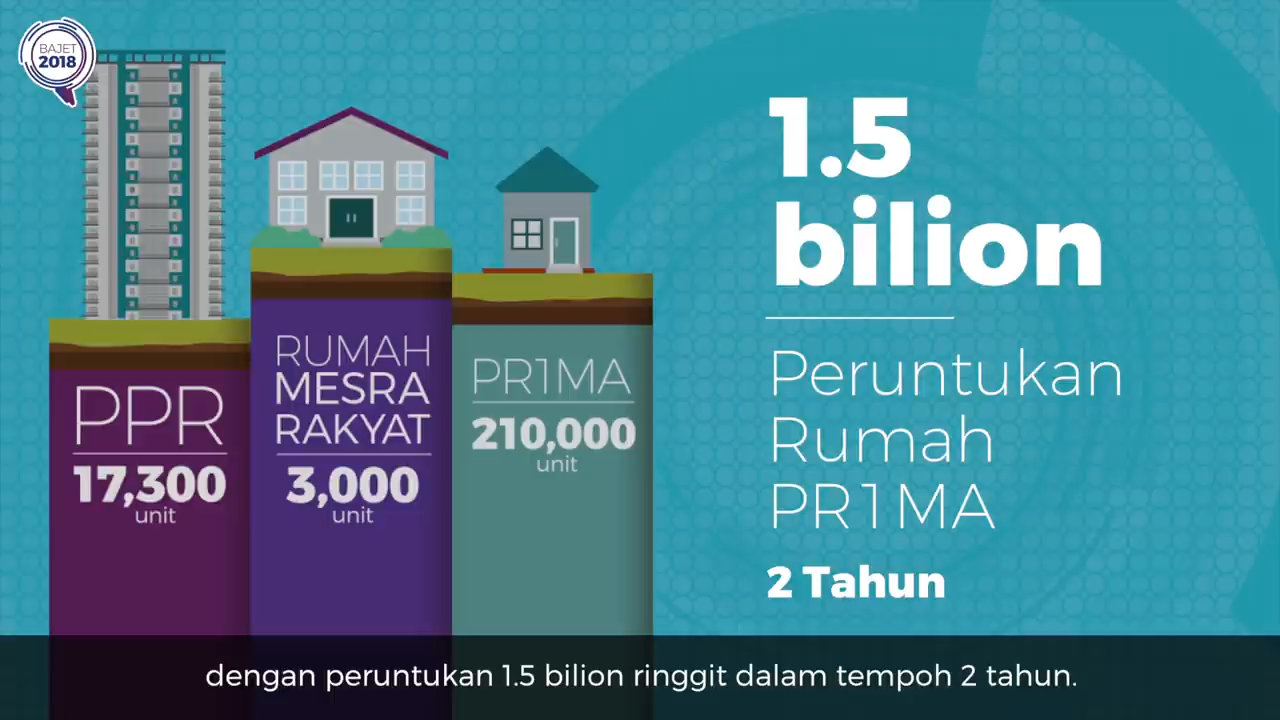 BAJET
2018
PPR
17,300
unit
RUMAH
MESRA
RAKYAT
3,000
unit
PR1MA
210,000
unit
1.5
bilion
Peruntukan
Rumah
PR1MA
2 Tahun
dengan peruntukan 1.5 bilion ringgit dalam tempoh 2 tahun.